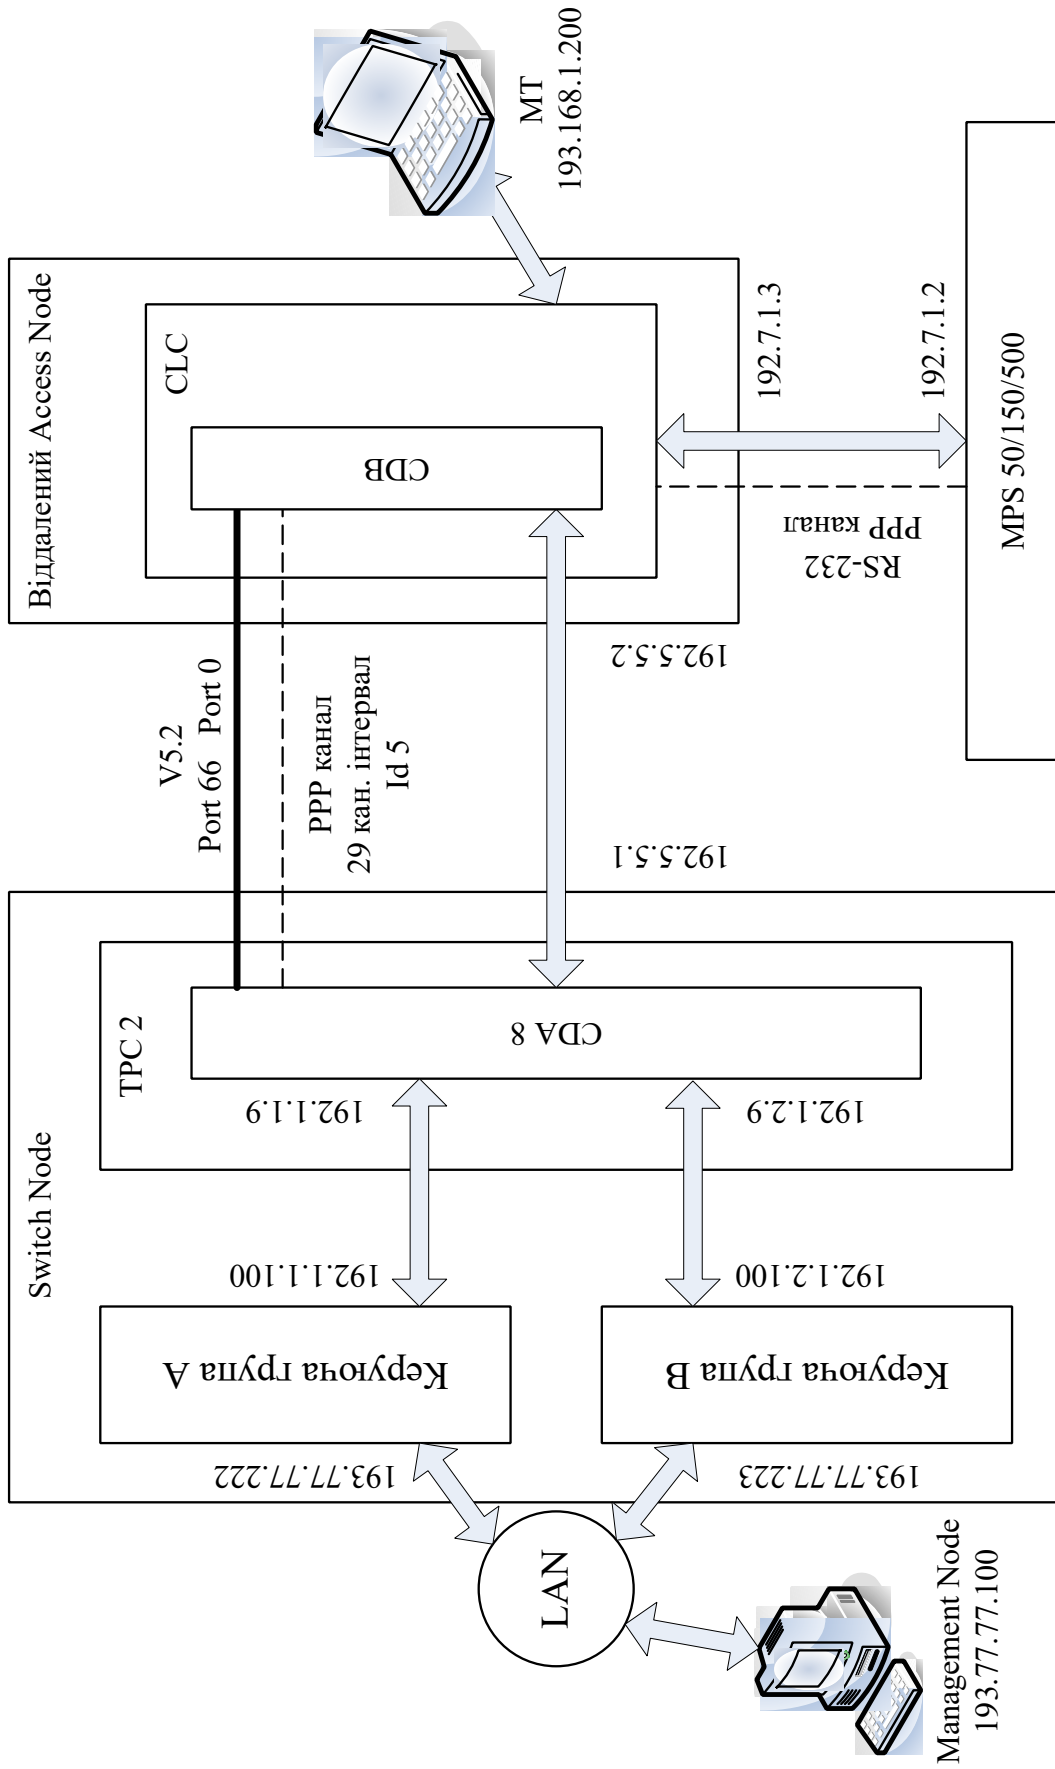 Switch Node
Керуюча група А
Керуюча група В
193.77.77.222
193.77.77.223
192.1.1.100
192.1.2.100
TPC 2
192.1.1.9
192.1.2.9
CDA 8
LAN
Management Node
193.77.77.100
V5.2
Port 66 Port 0
PPP канал
29 кан. інтервал
Id 5
192.5.5.1
192.5.5.2
Віддалений Access Node
CLC
CDB
MT
193.168.1.200
192.7.1.3
192.7.1.2
RS-232
PPP канал
MPS 50/150/500